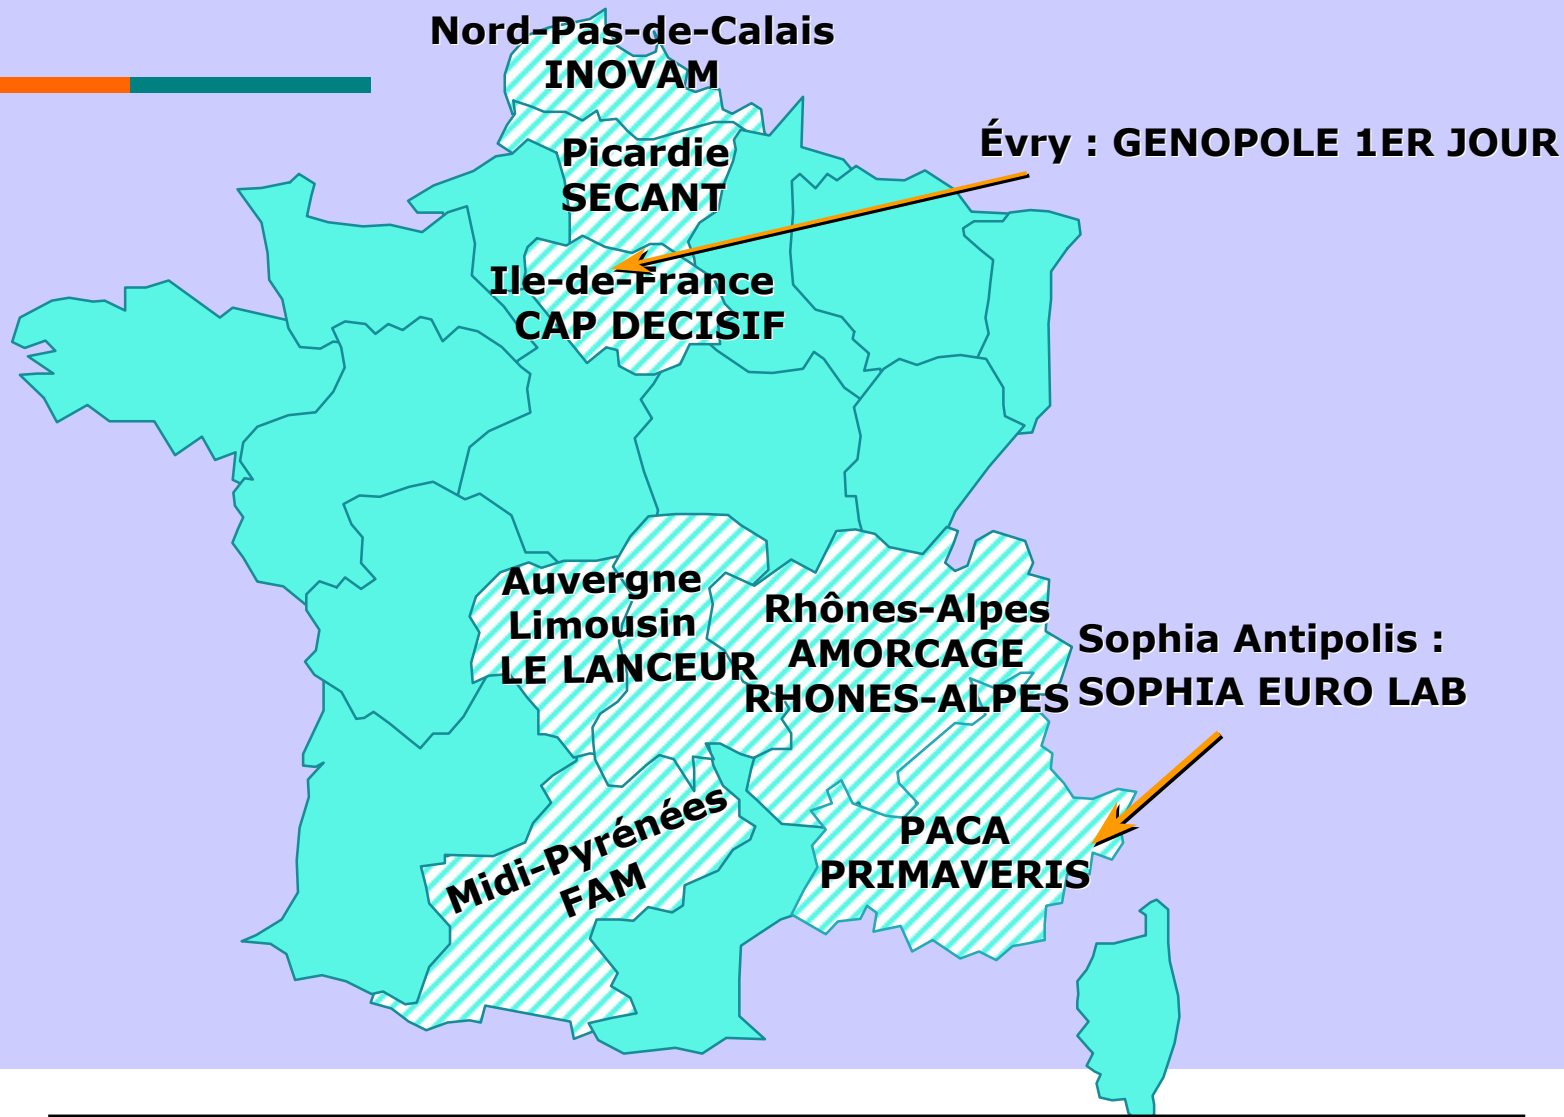 Nord-Pas-de-Calais
INOVAM
Évry : GENOPOLE 1ER JOUR
Picardie
SECANT
Ile-de-France
CAP DECISIF
Auvergne
Limousin
LE LANCEUR
Rhônes-Alpes
AMORCAGE
RHONES-ALPES
Sophia Antipolis :
SOPHIA EURO LAB
Midi-Pyrénées
FAM
PACA
PRIMAVERIS